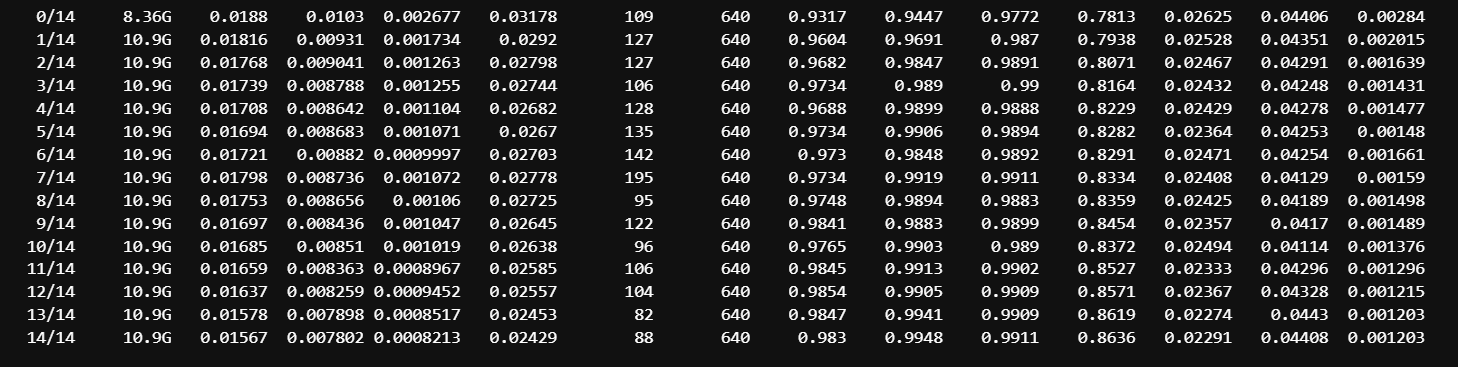 0/14 8.36G 0.0188 0.0103 0.002677 0.03178 109 640 0.9317 0.9447 0.9772 0.7813 0.02625 0.04406 0.00284
1/14 10.9G 0.01816 0.00931 0.001734 0.0292 127 640 0.9604 0.9691 0.987 0.7938 0.02528 0.04351 0.002015
2/14 10.9G 0.01768 0.009041 0.001263 0.02798 127 640 0.9682 0.9847 0.9891 0.8071 0.02467 0.04291 0.001639
3/14 10.9G 0.01739 0.008788 0.001255 0.02744 106 640 0.9734 0.989 0.99 0.8164 0.02432 0.04248 0.001431
4/14 10.9G 0.01708 0.008642 0.001104 0.02682 128 640 0.9688 0.9899 0.9888 0.8229 0.02429 0.04278 0.001477
5/14 10.9G 0.01694 0.008683 0.001071 0.0267 135 640 0.9734 0.9906 0.9894 0.8282 0.02364 0.04253 0.00148
6/14 10.9G 0.01721 0.00882 0.0009997 0.02703 142 640 0.973 0.9848 0.9892 0.8291 0.02471 0.04254 0.001661
7/14 10.9G 0.01798 0.008736 0.001072 0.02778 195 640 0.9734 0.9919 0.9911 0.8334 0.02408 0.04129 0.00159
8/14 10.9G 0.01753 0.008656 0.00106 0.02725 95 640 0.9748 0.9894 0.9883 0.8359 0.02425 0.04189 0.001498
9/14 10.9G 0.01697 0.008436 0.001047 0.02645 122 640 0.9841 0.9883 0.9899 0.8454 0.02357 0.0417 0.001489
10/14 10.9G 0.01685 0.00851 0.001019 0.02638 96 640 0.9765 0.9903 0.989 0.8372 0.02494 0.04114 0.001376
11/14 10.9G 0.01659 0.008363 0.0008967 0.02585 106 640 0.9845 0.9913 0.9902 0.8527 0.02333 0.04296 0.001296
12/14 10.9G 0.01637 0.008259 0.0009452 0.02557 104 640 0.9854 0.9905 0.9909 0.8571 0.02367 0.04328 0.001215
13/14 10.9G 0.01578 0.007898 0.0008517 0.02453 82 640 0.9847 0.9941 0.9909 0.8619 0.02274 0.0443 0.001203
14/14 10.9G 0.01567 0.007802 0.0008213 0.02429 88 640 0.983 0.9948 0.9911 0.8636 0.02291 0.04408 0.001203